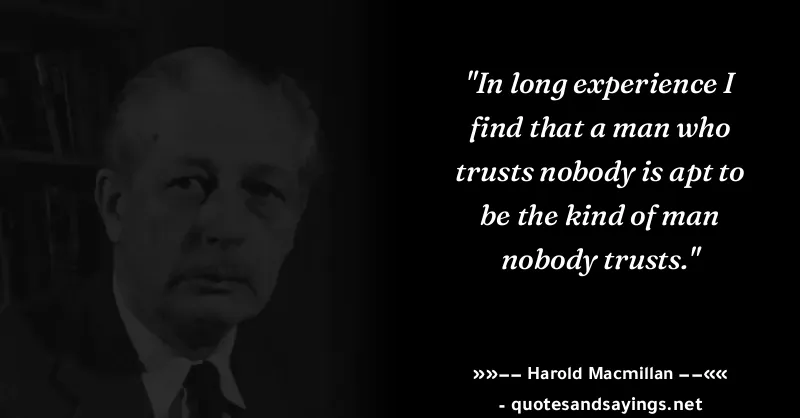 "In long experience I
find that a man who
trusts nobody is apt to
be the kind of man
nobody trusts."
»»−− Harold Macmillan −−««
- quotesandsayings.net